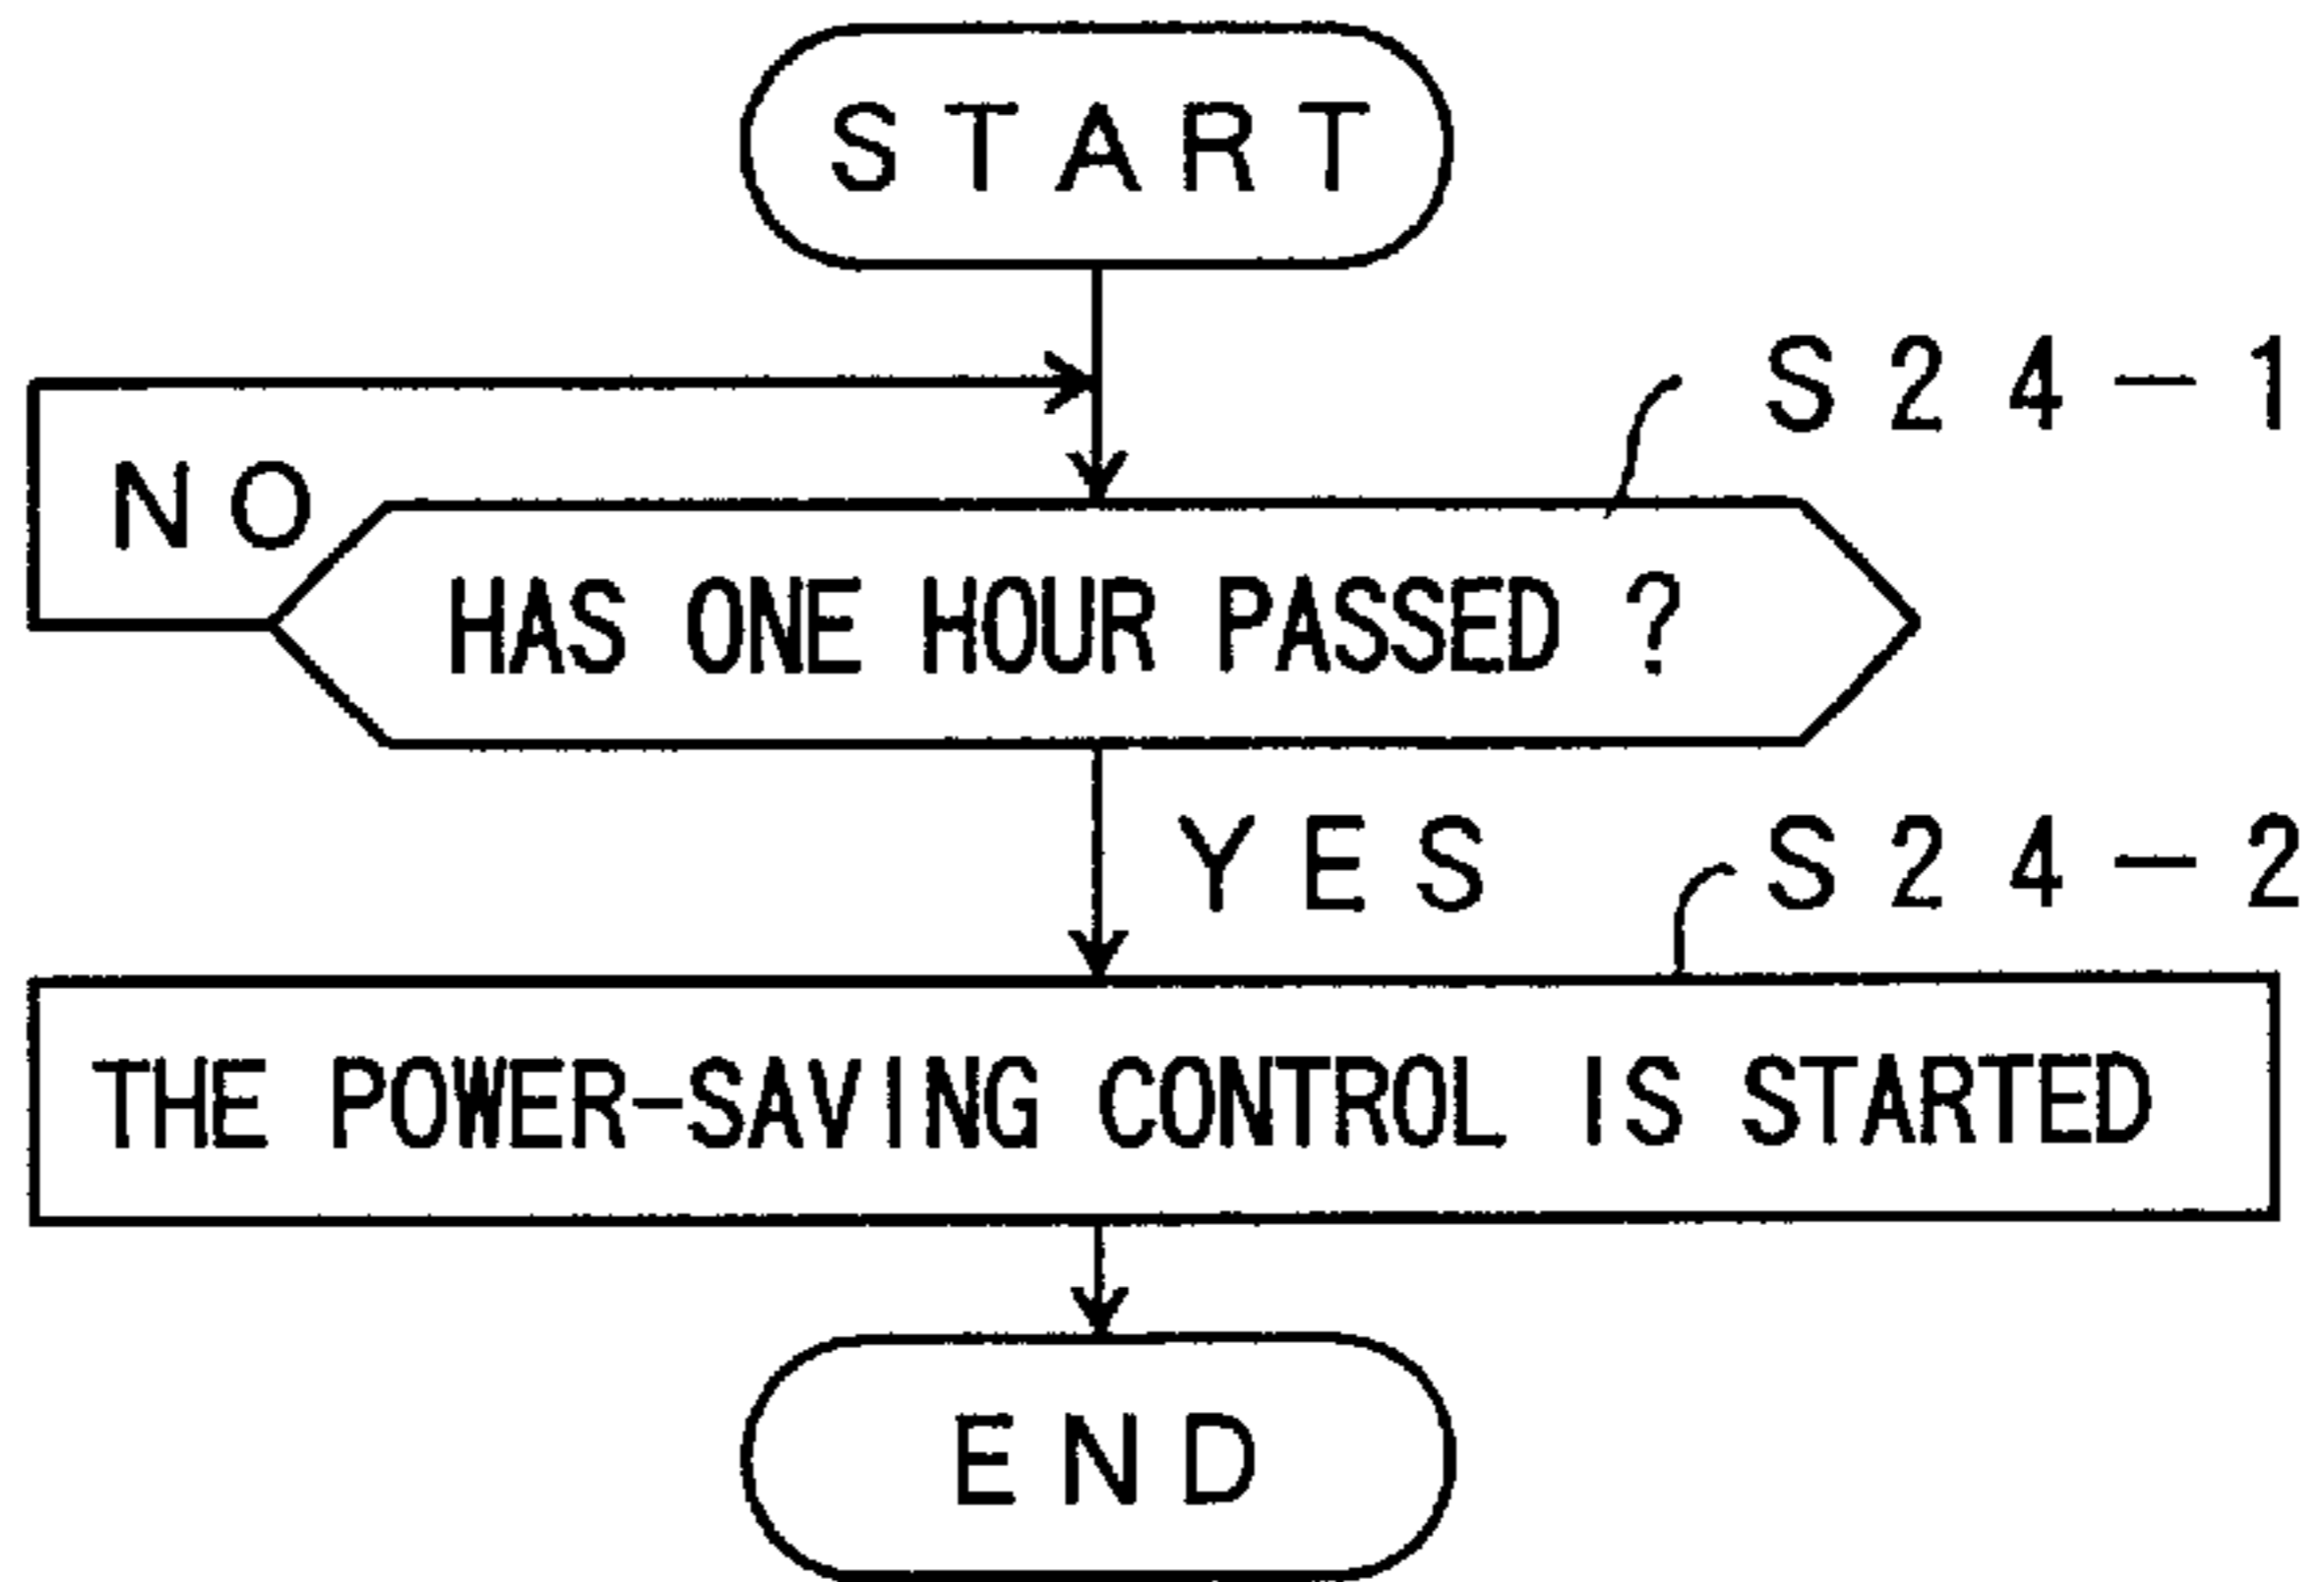 START
S24-1
NO
HAS ONE HOUR PASSED ?
YES
S24-2
THE POWER-SAVING CONTROL IS STARTED
END